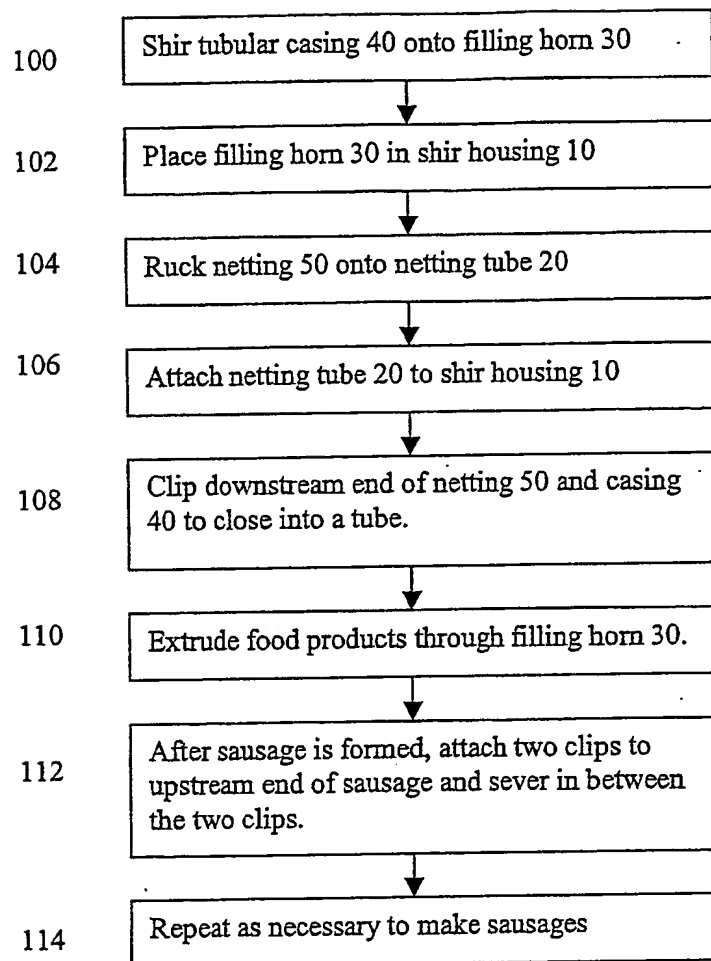 100 Shir tubular casing 40 onto filling horn 30
102 Place filling horn 30 in shir housing 10
104 Ruck netting 50 onto netting tube 20
106 Attach netting tube 20 to shir housing 10
108 Clip downstream end of netting 50 and casing
40 to close into a tube.
110 Extrude food products through filling horn 30.
112 After sausage is formed, attach two clips to
upstream end of sausage and sever in between
the two clips.
114 Repeat as necessary to make sausages